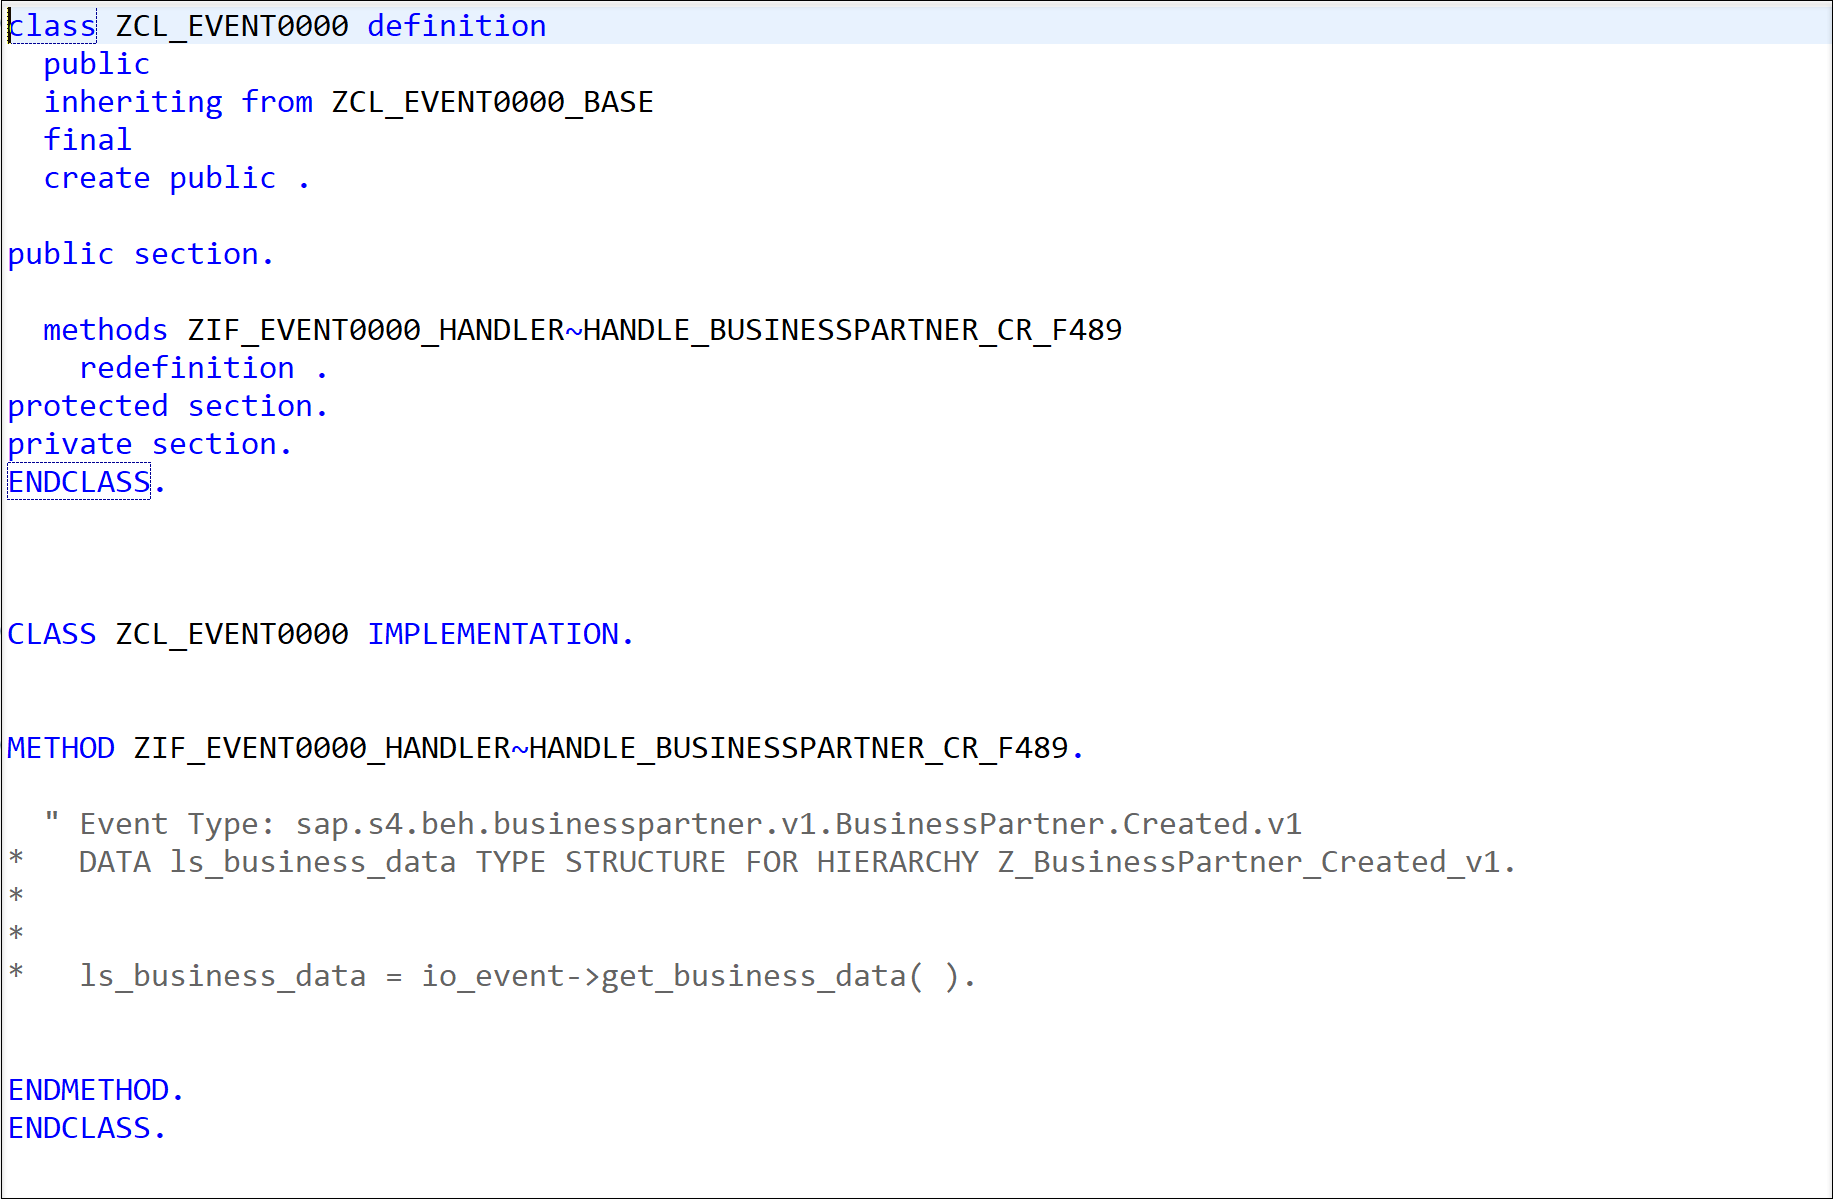 class ZCL_EVENT0000 definition
  public
  inheriting from ZCL_EVENT0000_BASE
  final
  create public .

public section.

  methods ZIF_EVENT0000_HANDLER~HANDLE_BUSINESSPARTNER_CR_F489
    redefinition .
protected section.
private section.
ENDCLASS.

CLASS ZCL_EVENT0000 IMPLEMENTATION.

METHOD ZIF_EVENT0000_HANDLER~HANDLE_BUSINESSPARTNER_CR_F489.

  " Event Type: sap.s4.beh.businesspartner.v1.BusinessPartner.Created.v1
*   DATA ls_business_data TYPE STRUCTURE FOR HIERARCHY Z_BusinessPartner_Created_v1.
*
*
*   ls_business_data = io_event->get_business_data( ).

ENDMETHOD.
ENDCLASS.